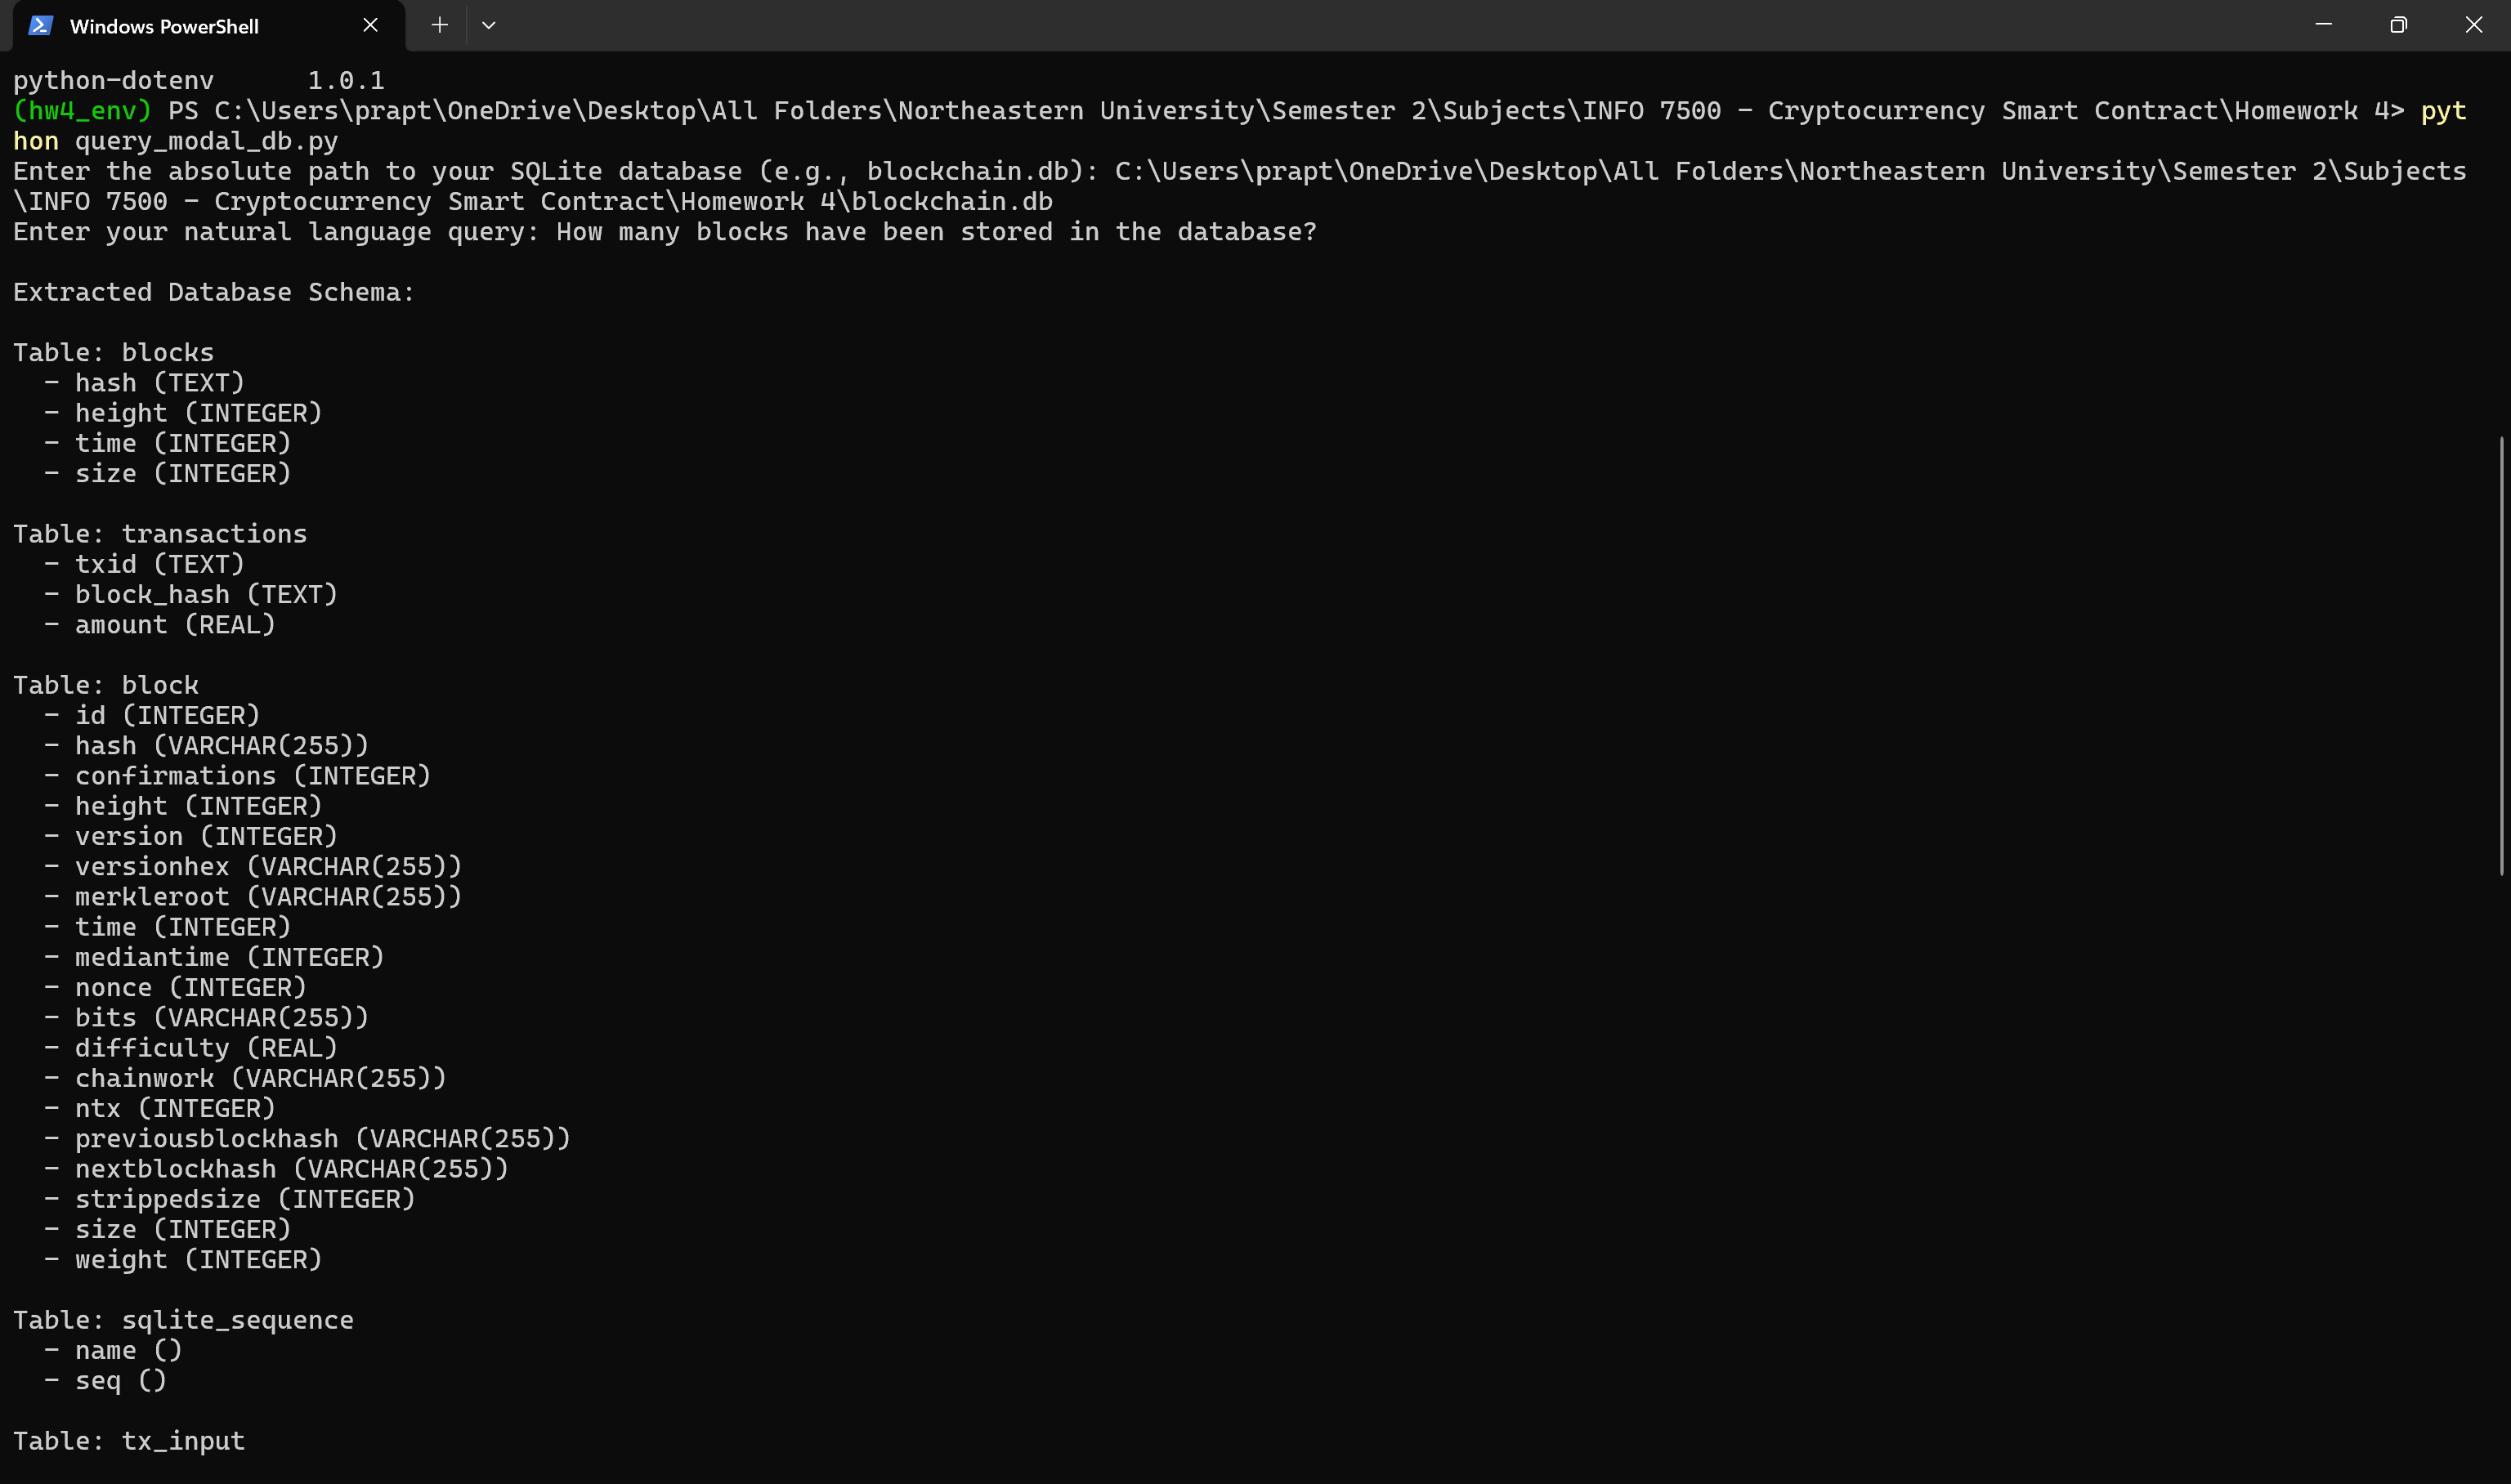 Windows PowerShell
python-dotenv      1.0.1
(hw4_env) PS C:\Users\prapt\OneDrive\Desktop\All Folders\Northeastern University\Semester 2\Subjects\INFO 7500 - Cryptocurrency Smart Contract\Homework 4> pyt
hon query_modal_db.py
Enter the absolute path to your SQLite database (e.g., blockchain.db): C:\Users\prapt\OneDrive\Desktop\All Folders\Northeastern University\Semester 2\Subjects
\INFO 7500 - Cryptocurrency Smart Contract\Homework 4\blockchain.db
Enter your natural language query: How many blocks have been stored in the database?
Extracted Database Schema:
Table: blocks
  - hash (TEXT)
  - height (INTEGER)
  - time (INTEGER)
  - size (INTEGER)
Table: transactions
  - txid (TEXT)
  - block_hash (TEXT)
  - amount (REAL)
Table: block
  - id (INTEGER)
  - hash (VARCHAR(255))
  - confirmations (INTEGER)
  - height (INTEGER)
  - version (INTEGER)
  - versionhex (VARCHAR(255))
  - merkleroot (VARCHAR(255))
  - time (INTEGER)
  - mediantime (INTEGER)
  - nonce (INTEGER)
  - bits (VARCHAR(255))
  - difficulty (REAL)
  - chainwork (VARCHAR(255))
  - ntx (INTEGER)
  - previousblockhash (VARCHAR(255))
  - nextblockhash (VARCHAR(255))
  - strippedsize (INTEGER)
  - size (INTEGER)
  - weight (INTEGER)
Table: sqlite_sequence
  - name ()
  - seq ()
Table: tx_input